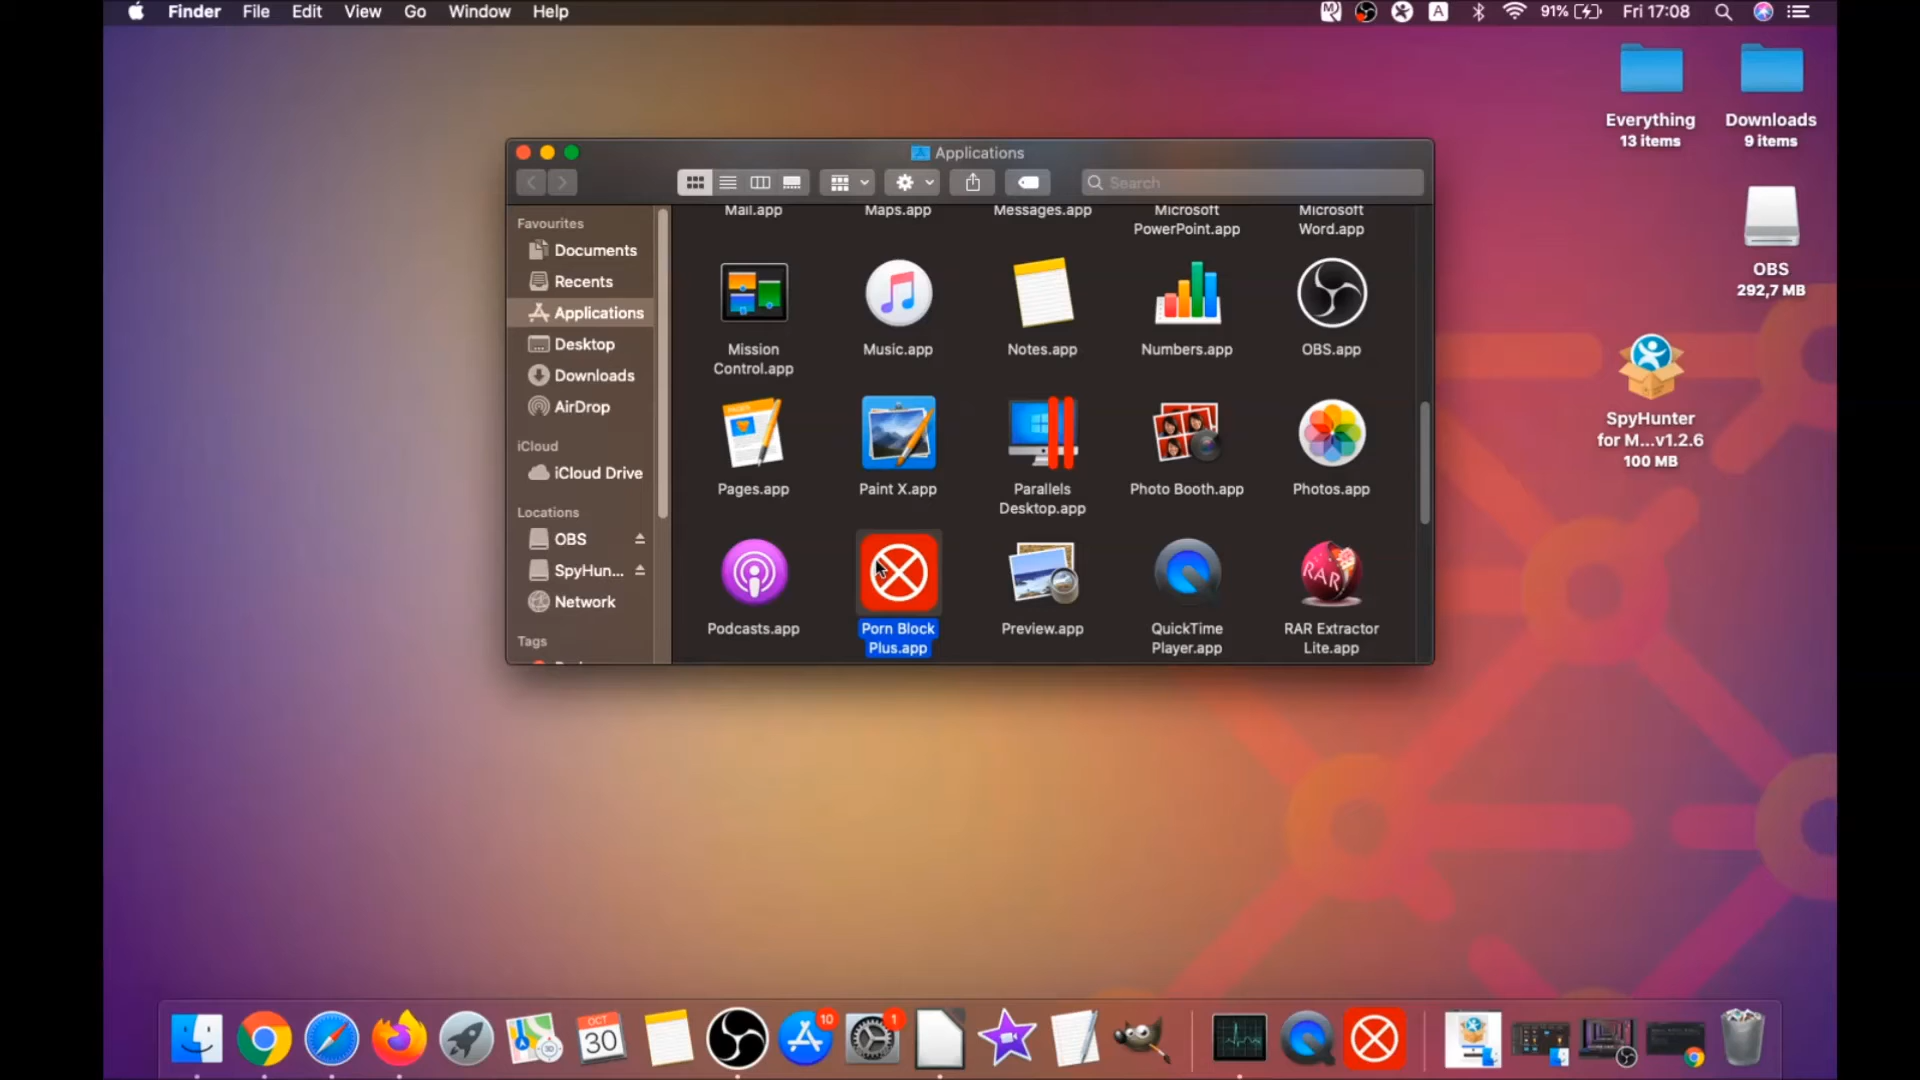 Finder File Edit View Go Window Help
A 91% Fri 17:08
Everything
13 items
Downloads
9 items
Applications
Search
Favourites
Documents
Recents
Applications
Desktop
Downloads
AirDrop
iCloud
iCloud Drive
Locations
OBS
SpyHun...
Network
Tags
Mail.app
Maps.app
Messages.app
Microsoft
PowerPoint.app
Microsoft
Word.app
Mission
Control.app
Music.app
Notes.app
Numbers.app
OBS.app
PAGES
Pages.app
Paint X.app
Parallels
Desktop.app
Photo Booth.app
Photos.app
RAR
Podcasts.app
Porn Block
Plus.app
Preview.app
QuickTime
Player.app
RAR Extractor
Lite.app
OBS
292,7 MB
SpyHunter
for M...v1.2.6
100 MB
OCT
30
10
1